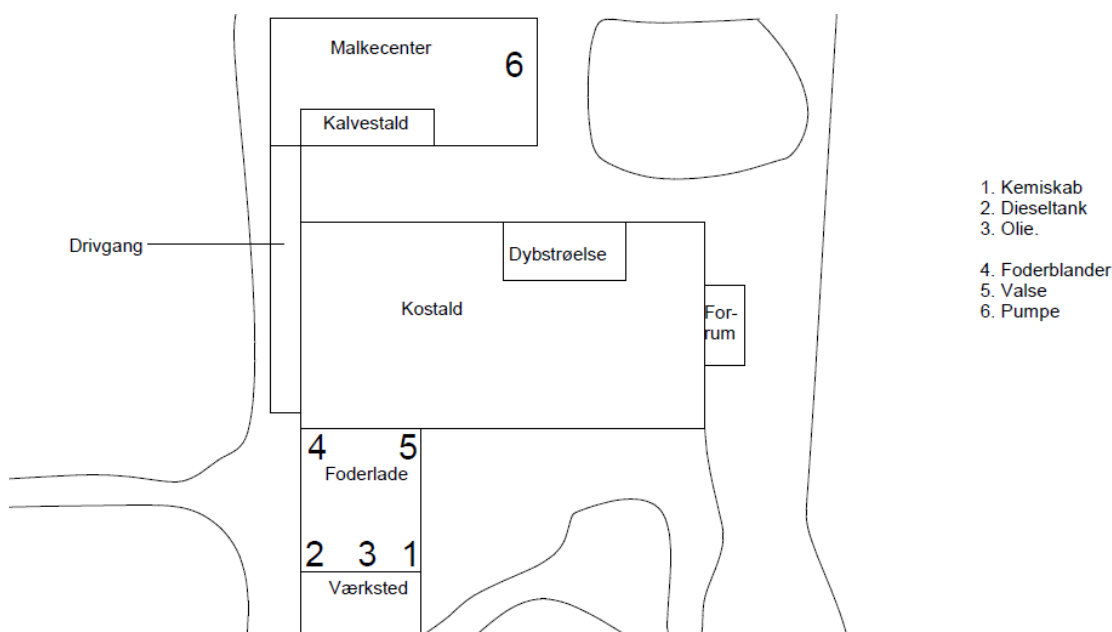 Malkecenter
6
Kalvestald
1. Kemiskab
2. Dieseltank
3. Olie.
4. Foderblander
5. Valse
6. Pumpe
Drivgang
Dybstrøelse
Kostald
For-
rum
4 5
Foderlade
2 3 1
Værksted